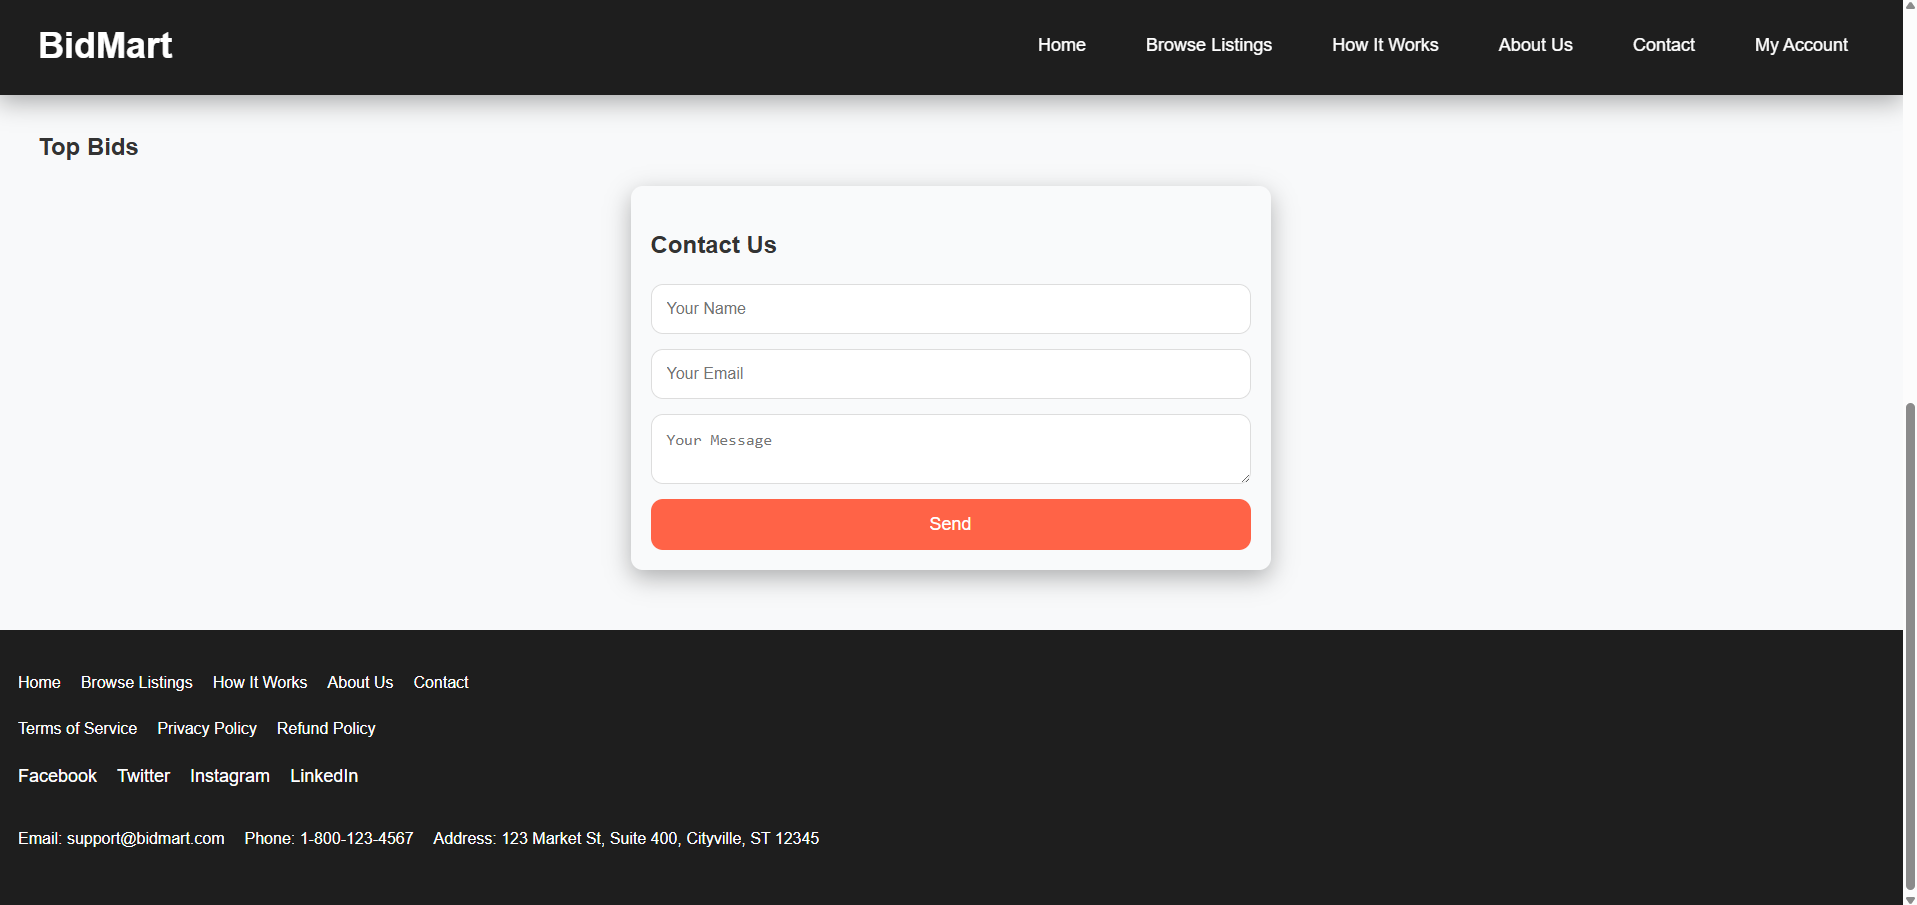 BidMart Home Browse Listings How It Works About Us Contact My Account
Top Bids
Contact Us
Your Name
Your Email
Your Message
Send
Home Browse Listings How It Works About Us Contact
Terms of Service Privacy Policy Refund Policy
Facebook Twitter Instagram LinkedIn
Email: support@bidmart.com Phone: 1-800-123-4567 Address: 123 Market St, Suite 400, Cityville, ST 12345